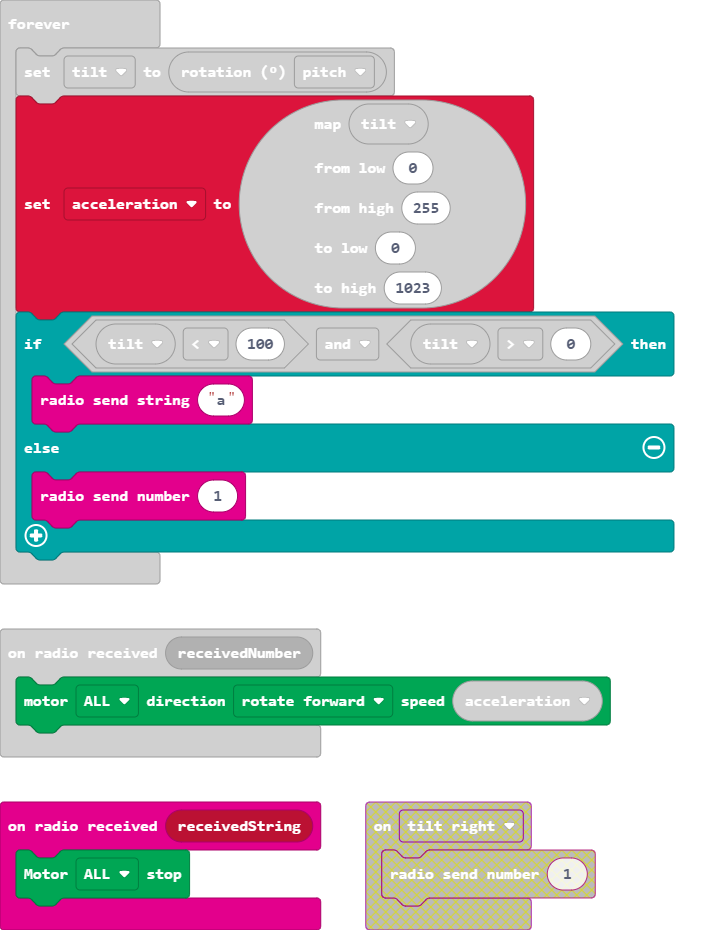 forever
set tilt to rotation (º) pitch
map tilt
from low 0
set acceleration to
from high 255
to low 0
to high 1023
if tilt < 100 and tilt > 0 then
radio send string "a"
else
radio send number 1
on radio received receivedNumber
motor ALL direction rotate forward speed acceleration
on radio received receivedString
Motor ALL stop
on tilt right
radio send number 1